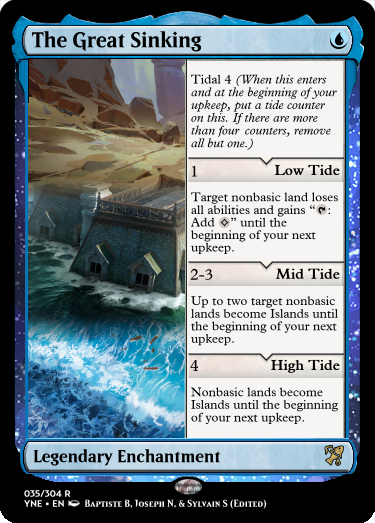 The Great Sinking
Tidal 4 (When this enters
and at the beginning of your
upkeep, put a tide counter
on this. If there are more
than four counters, remove
all but one.)
1 Low Tide
Target nonbasic land loses
all abilities and gains “:
Add ” until the
beginning of your next
upkeep.
2-3 Mid Tide
Up to two target nonbasic
lands become Islands until
the beginning of your next
upkeep.
4 High Tide
Nonbasic lands become
Islands until the beginning
of your next upkeep.
Legendary Enchantment
035/304 R
YNE • EN Baptiste B, Joseph N, & Sylvain S (Edited)